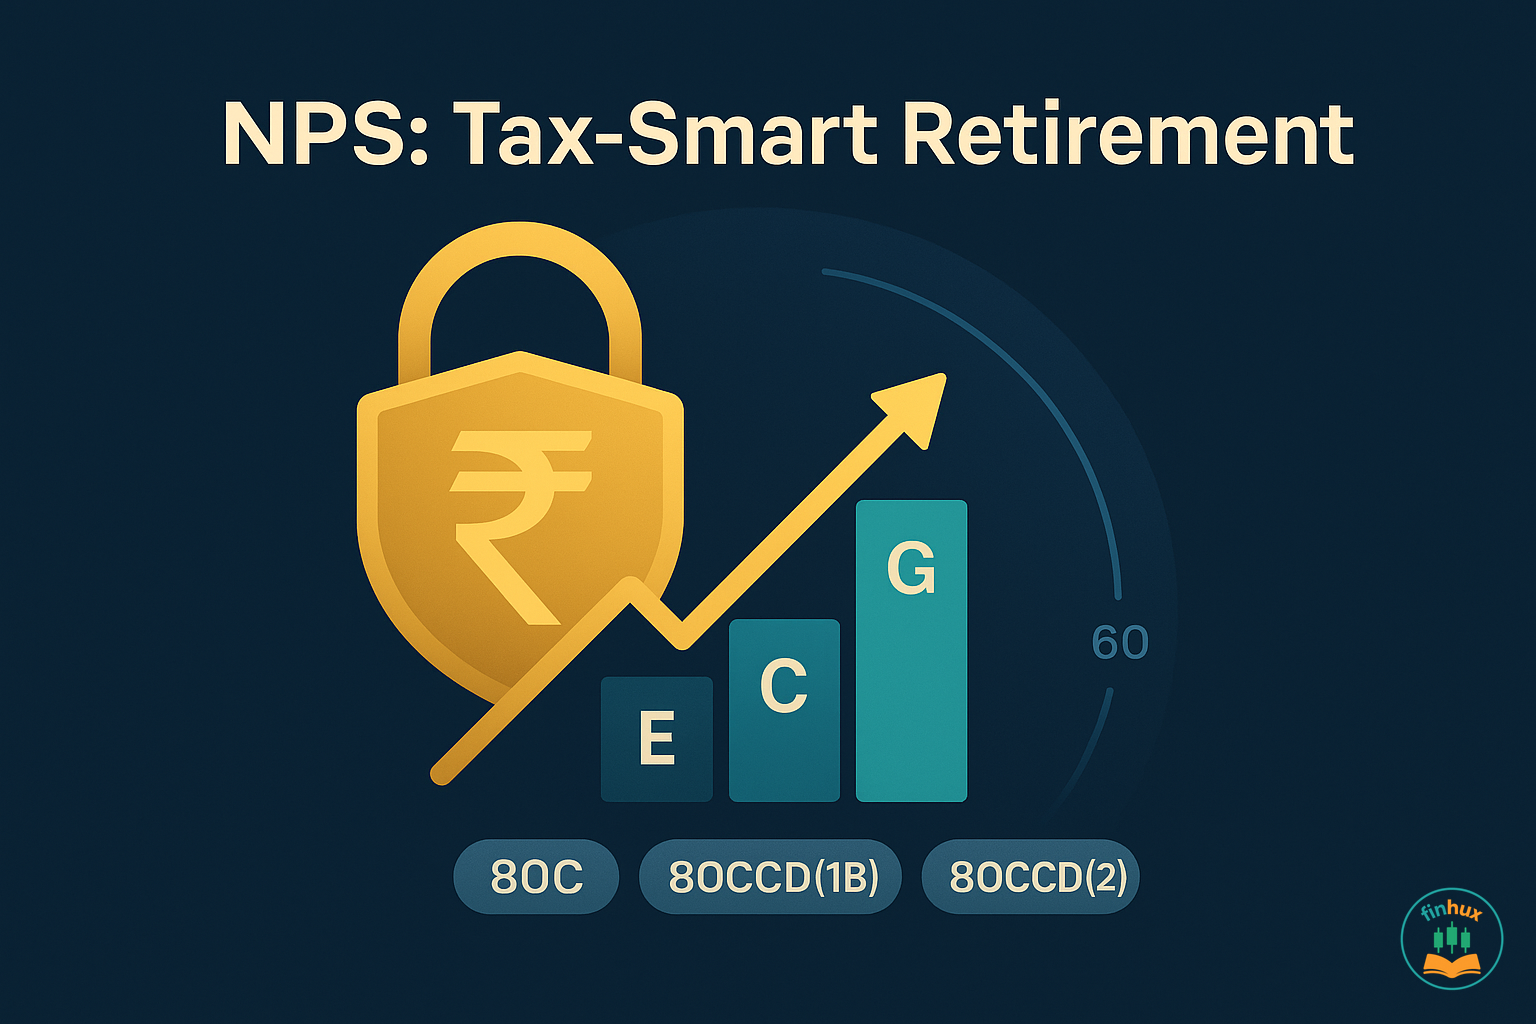 NPS: Tax-Smart Retirement
₹
E
C
G
60
80C
80CCD(1B)
80CCD(2)
finhux